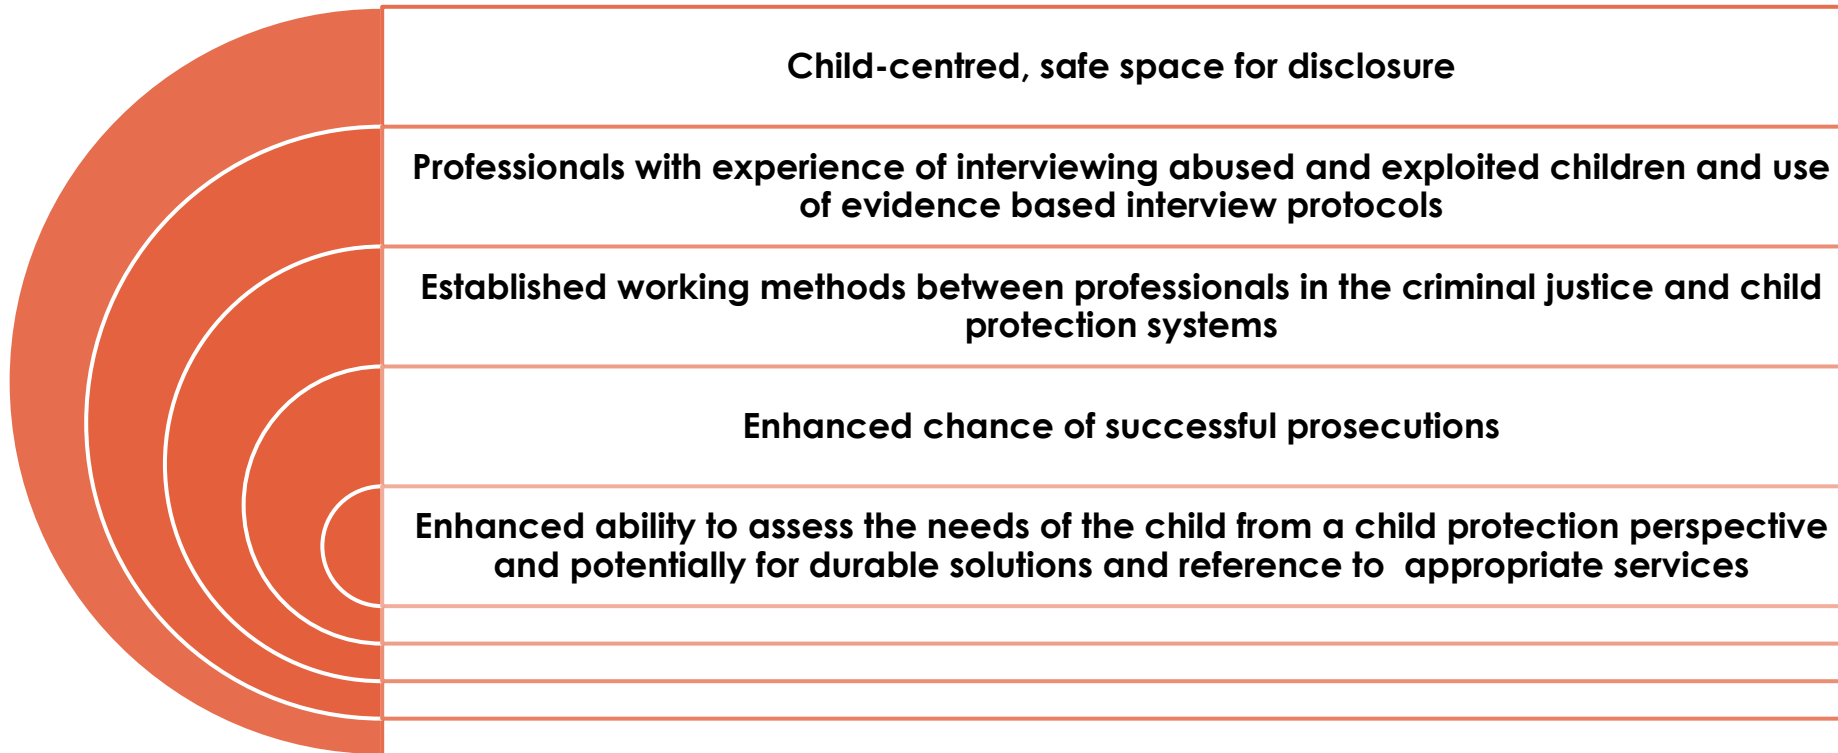 Child-centred, safe space for disclosure
Professionals with experience of interviewing abused and exploited children and use
of evidence based interview protocols
Established working methods between professionals in the criminal justice and child
protection systems
Enhanced chance of successful prosecutions
Enhanced ability to assess the needs of the child from a child protection perspective
and potentially for durable solutions and reference to  appropriate services